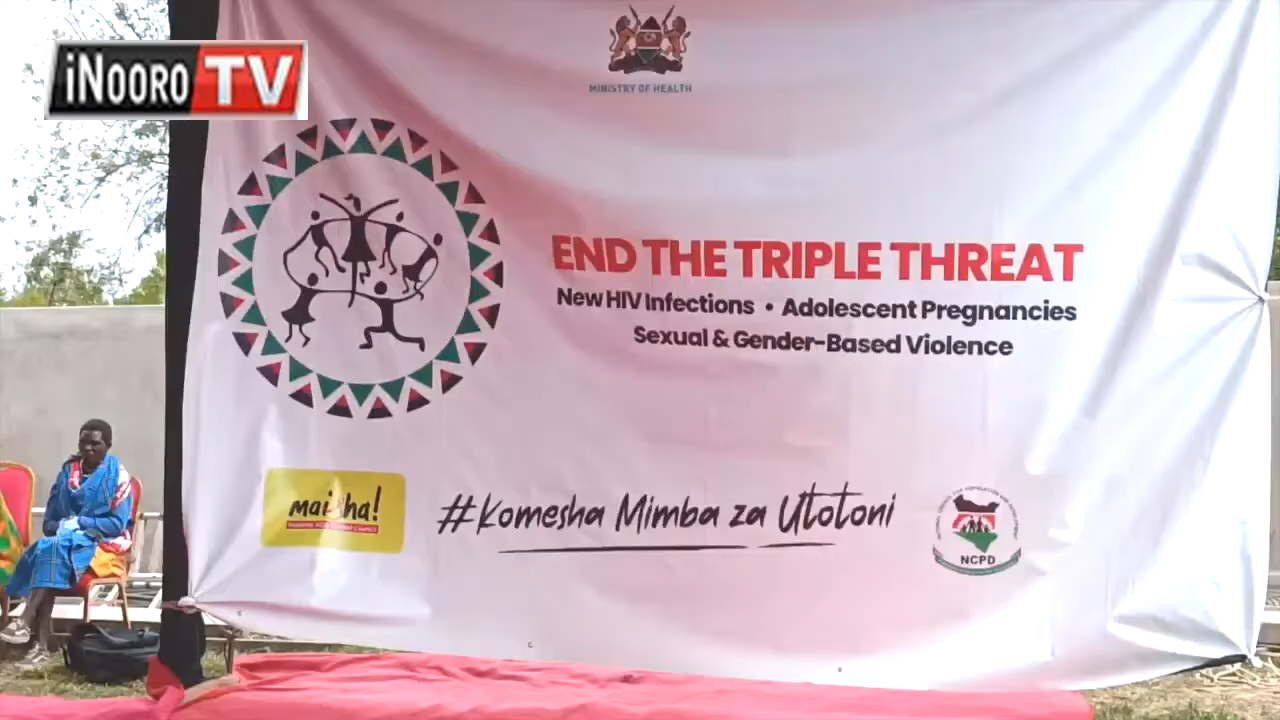 iNOORO TV
MINISTRY OF HEALTH
END THE TRIPLE THREAT
New HIV Infections • Adolescent Pregnancies
Sexual & Gender-Based Violence
maisha!
#Komesha Mimba za Utotoni
NCPD